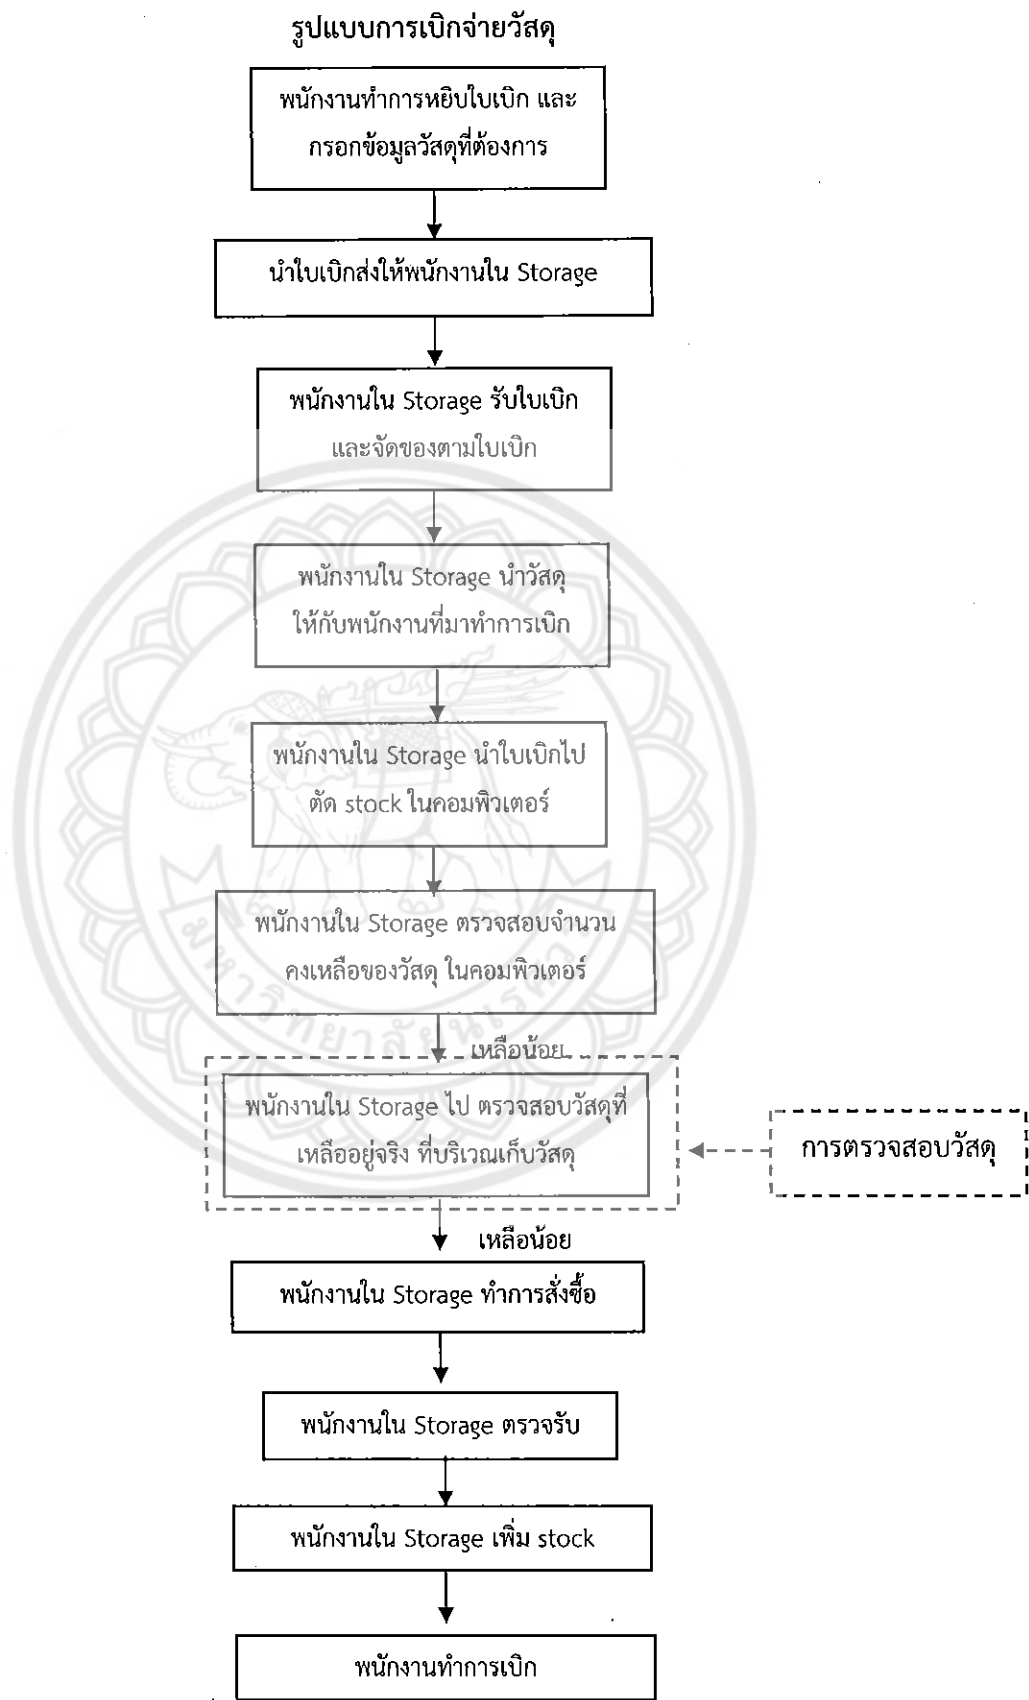 รูปแบบการเบิกจ่ายวัสดุ
พนักงานทำการหยิบใบเบิก และ
กรอกข้อมูลวัสดุที่ต้องการ
นำใบเบิกส่งให้พนักงานใน Storage
พนักงานใน Storage รับใบเบิก
และจัดของตามใบเบิก
พนักงานใน Storage นำวัสดุ
ให้กับพนักงานที่มาทำการเบิก
พนักงานใน Storage นำใบเบิกไป
ตัด stock ในคอมพิวเตอร์
พนักงานใน Storage ตรวจสอบจำนวน
คงเหลือของวัสดุ ในคอมพิวเตอร์
มหาวิทยาลัยนเรศวร
เหลือน้อย
พนักงานใน Storage ไป ตรวจสอบวัสดุที่
เหลืออยู่จริง ที่บริเวณเก็บวัสดุ
การตรวจสอบวัสดุ
เหลือน้อย
พนักงานใน Storage ทำการสั่งซื้อ
พนักงานใน Storage ตรวจรับ
พนักงานใน Storage เพิ่ม stock
พนักงานทำการเบิก